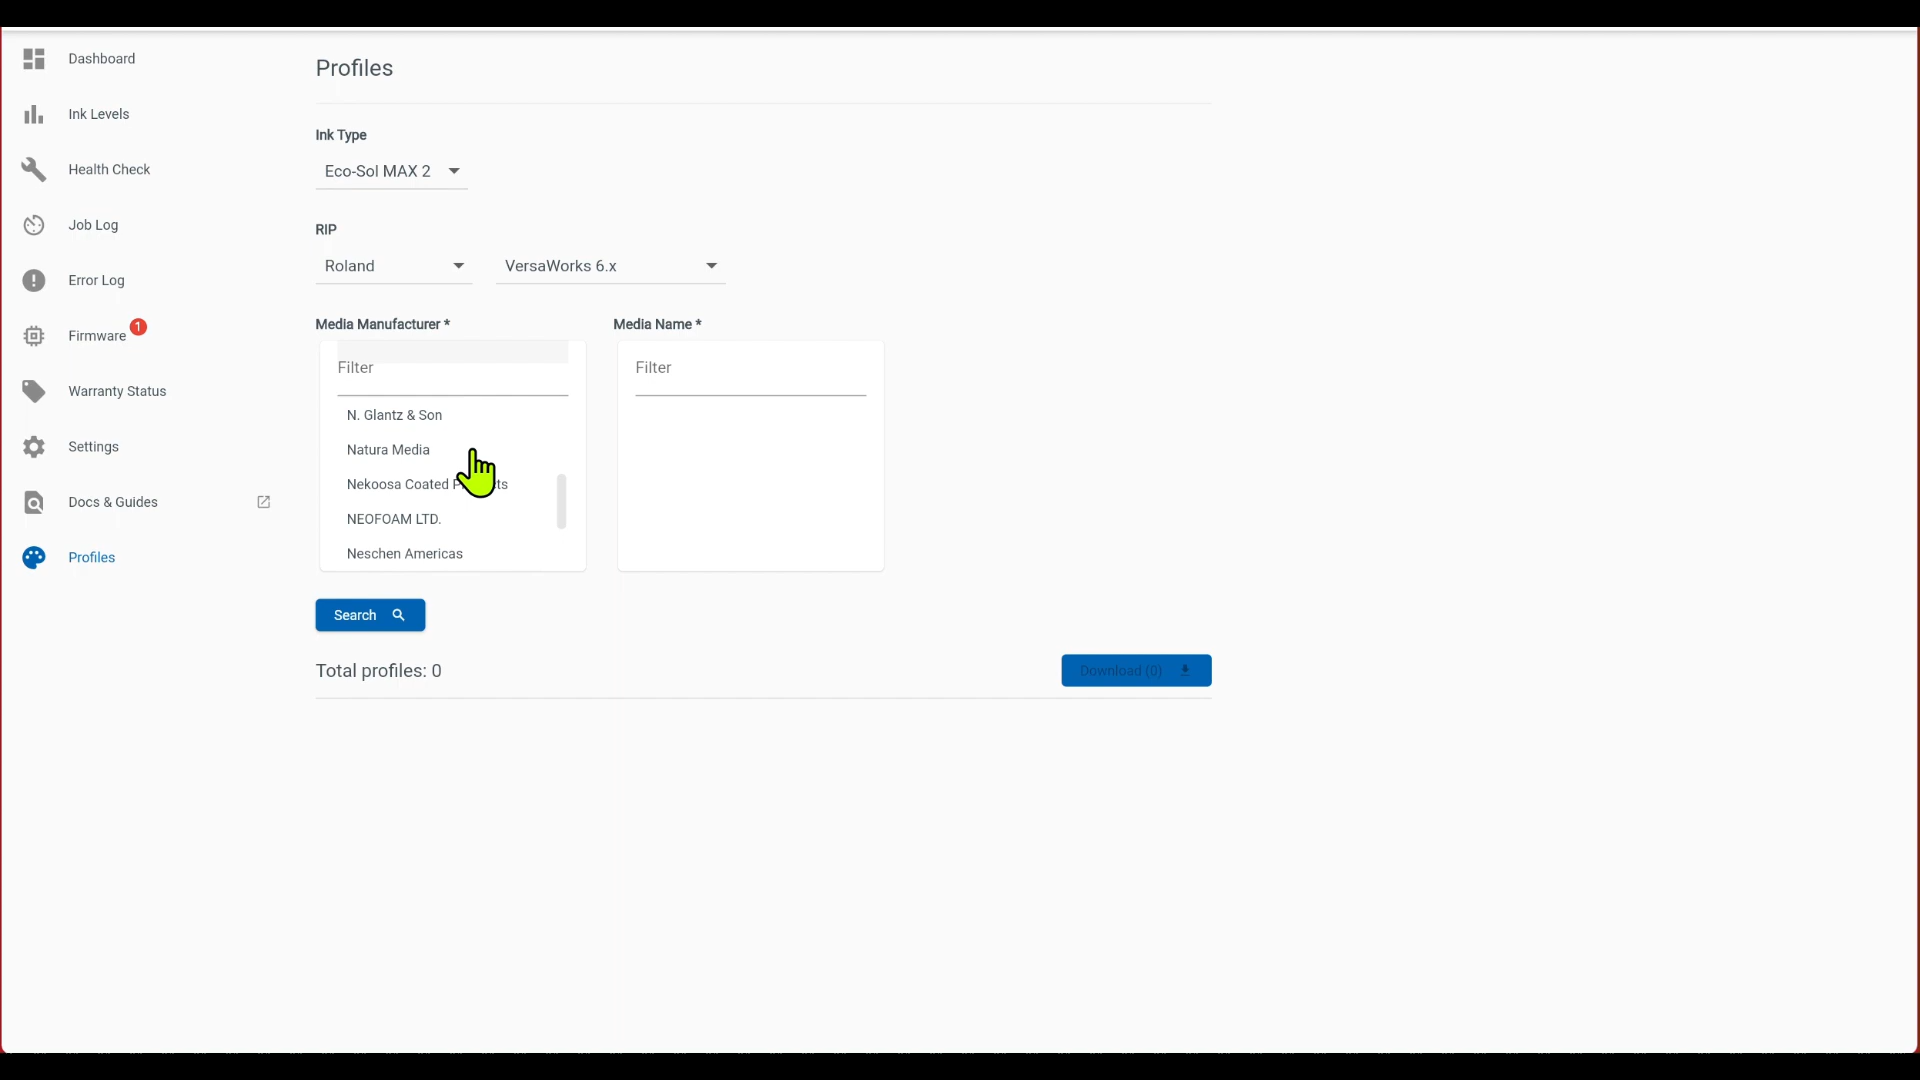 Dashboard
Ink Levels
Health Check
Job Log
Error Log
Firmware 1
Warranty Status
Settings
Docs & Guides
Profiles
Profiles
Ink Type
Eco-Sol MAX 2
RIP
Roland
VersaWorks 6.x
Media Manufacturer *
Filter
N. Glantz & Son
Natura Media
Nekoosa Coated
NEOFOAM LTD.
Neschen Americas
Media Name *
Filter
Search
Total profiles: 0
Download (0)